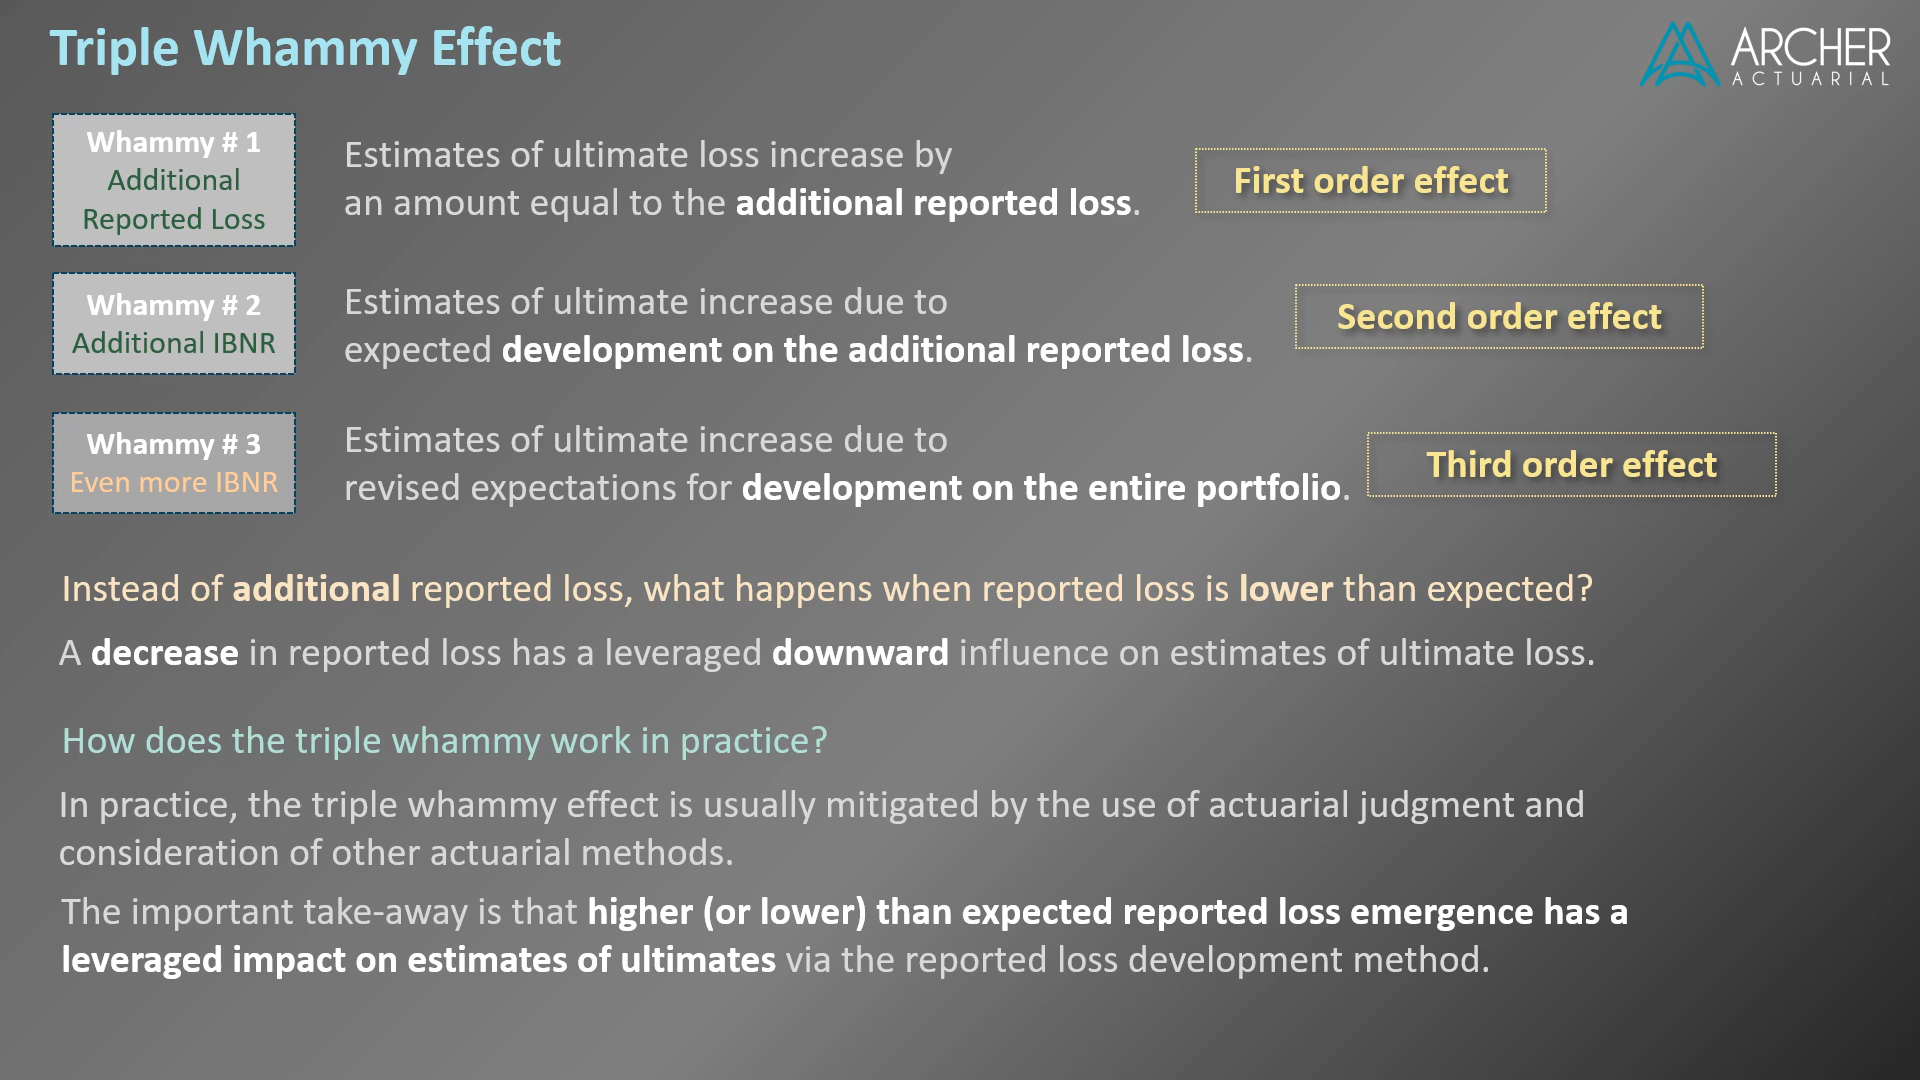 Triple Whammy Effect
ARCHER
ACTUARIAL
Whammy # 1
Additional
Reported Loss
Estimates of ultimate loss increase by
an amount equal to the additional reported loss.
First order effect
Whammy # 2
Additional IBNR
Estimates of ultimate increase due to
expected development on the additional reported loss.
Second order effect
Whammy # 3
Even more IBNR
Estimates of ultimate increase due to
revised expectations for development on the entire portfolio.
Third order effect
Instead of additional reported loss, what happens when reported loss is lower than expected?
A decrease in reported loss has a leveraged downward influence on estimates of ultimate loss.
How does the triple whammy work in practice?
In practice, the triple whammy effect is usually mitigated by the use of actuarial judgment and
consideration of other actuarial methods.
The important take-away is that higher (or lower) than expected reported loss emergence has a
leveraged impact on estimates of ultimates via the reported loss development method.